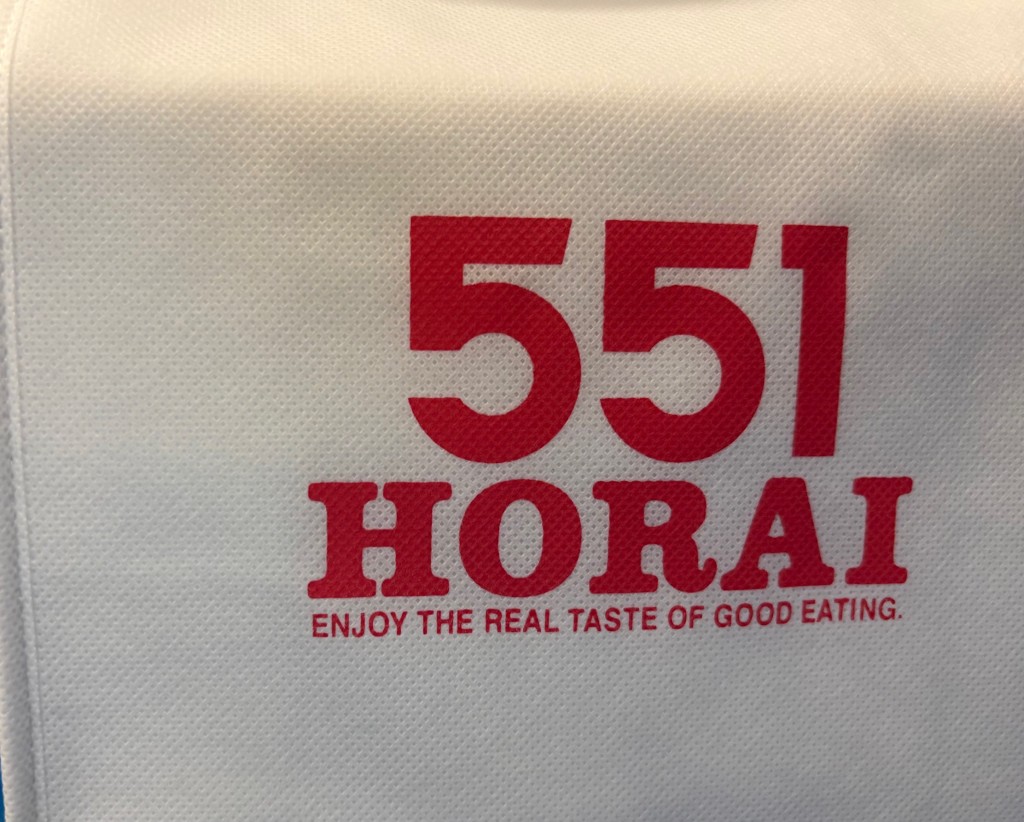 551
HORAI
ENJOY THE REAL TASTE OF GOOD EATING.